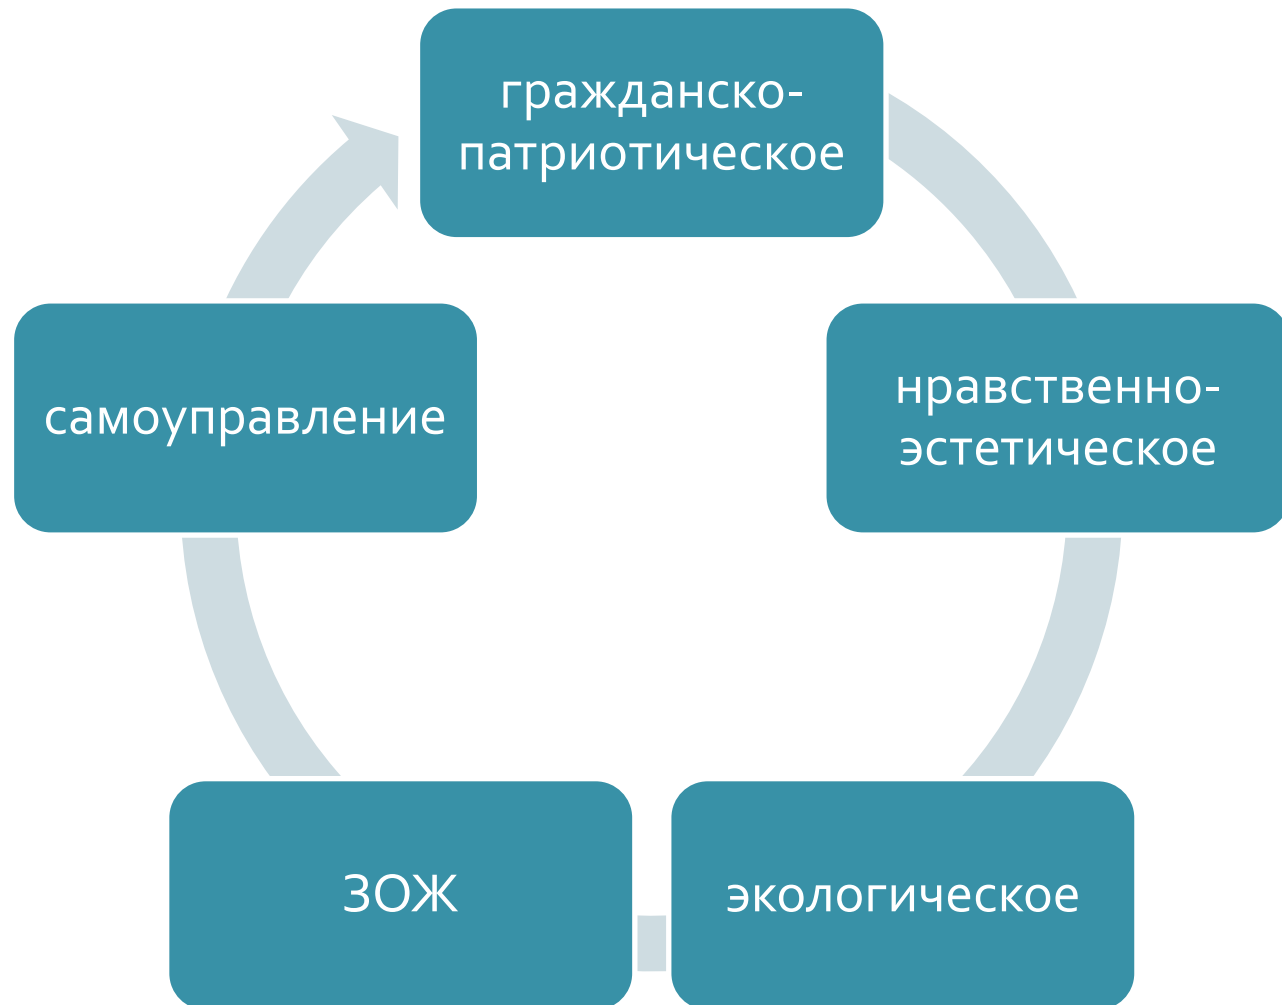 гражданско-
патриотическое
нравственно-
эстетическое
экологическое
ЗОЖ
самоуправление